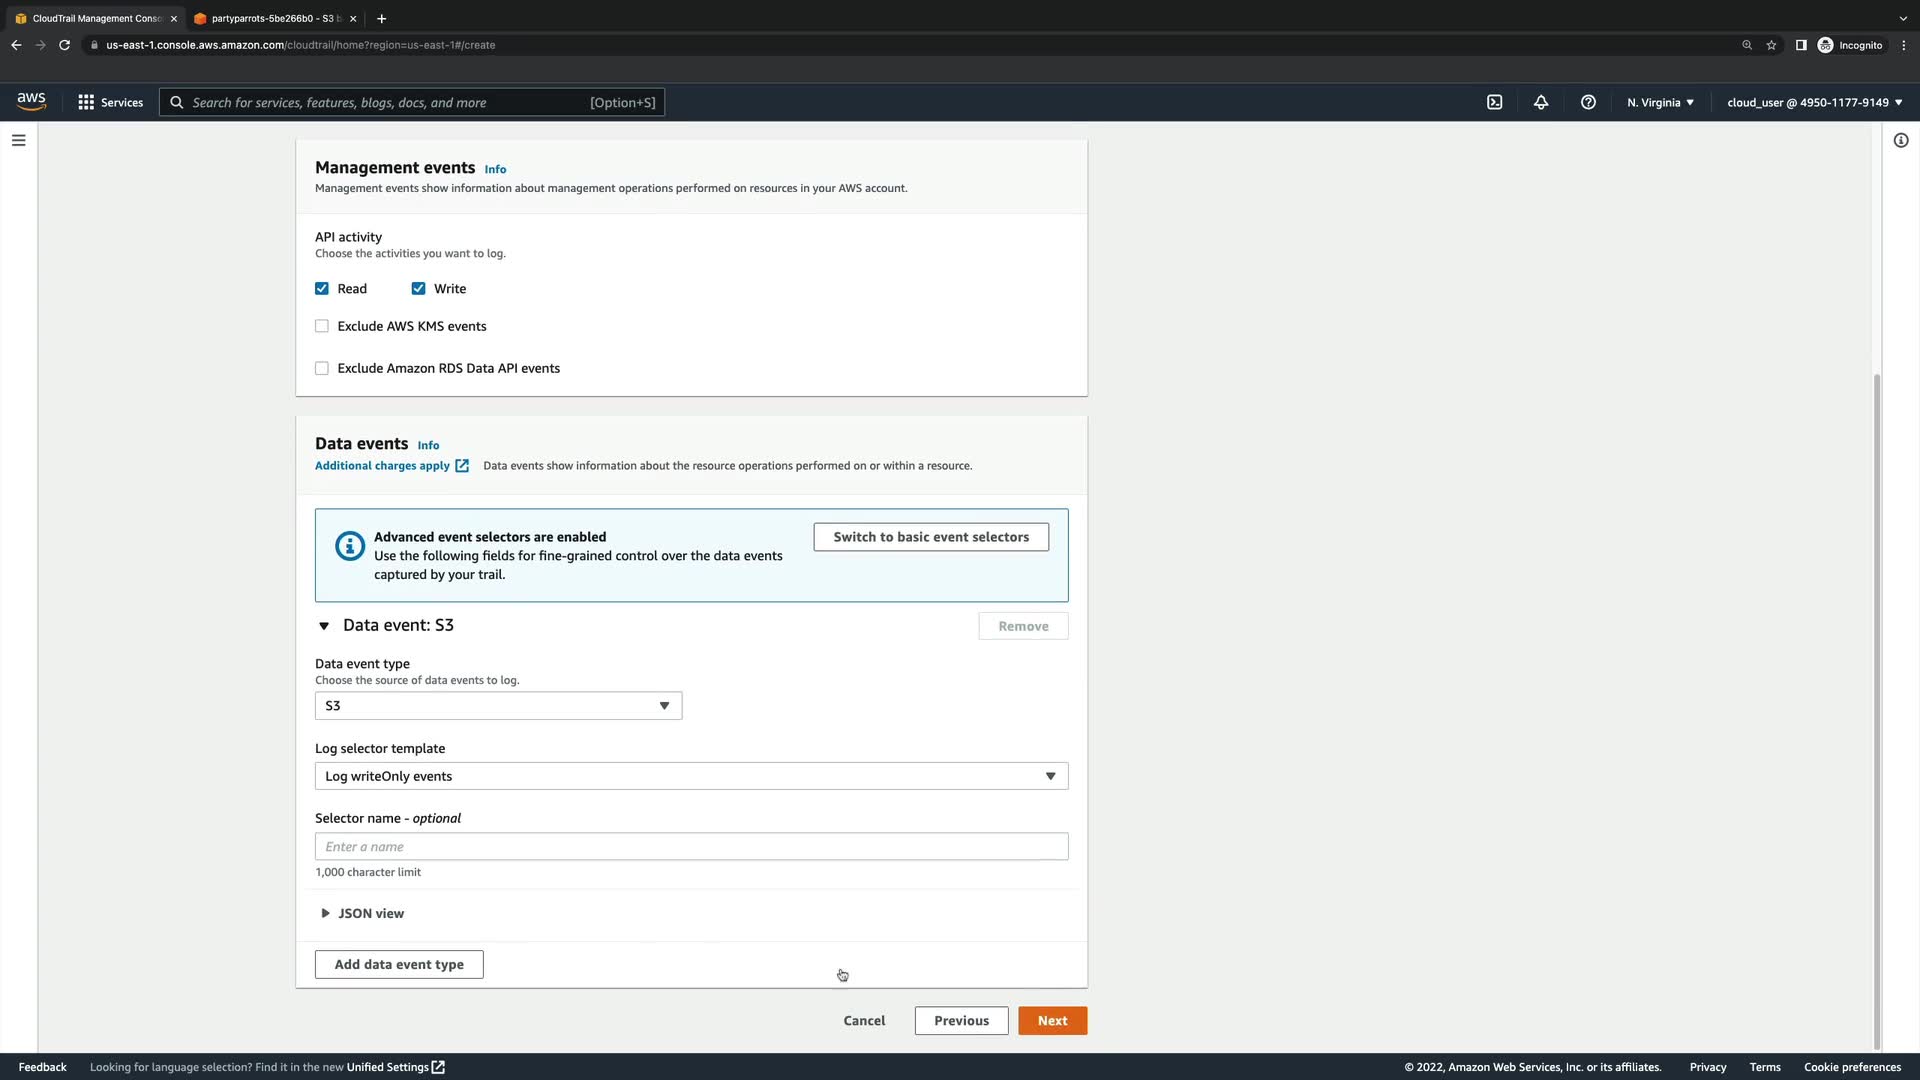 CloudTrail Management Conso
partyparrots-5be266b0 - S3 b
us-east-1.console.aws.amazon.com/cloudtrail/home?region=us-east-1#/create
Incognito
aws
Services
Search for services, features, blogs, docs, and more
[Option+S]
N. Virginia
cloud_user @ 4950-1177-9149
Management events Info
Management events show information about management operations performed on resources in your AWS account.
API activity
Choose the activities you want to log.
Read
Write
Exclude AWS KMS events
Exclude Amazon RDS Data API events
Data events Info
Additional charges apply
Data events show information about the resource operations performed on or within a resource.
Advanced event selectors are enabled
Use the following fields for fine-grained control over the data events
captured by your trail.
Switch to basic event selectors
Data event: S3
Remove
Data event type
Choose the source of data events to log.
S3
Log selector template
Log writeOnly events
Selector name - optional
Enter a name
1,000 character limit
JSON view
Add data event type
Cancel
Previous
Next
Feedback
Looking for language selection? Find it in the new Unified Settings
© 2022, Amazon Web Services, Inc. or its affiliates.
Privacy
Terms
Cookie preferences